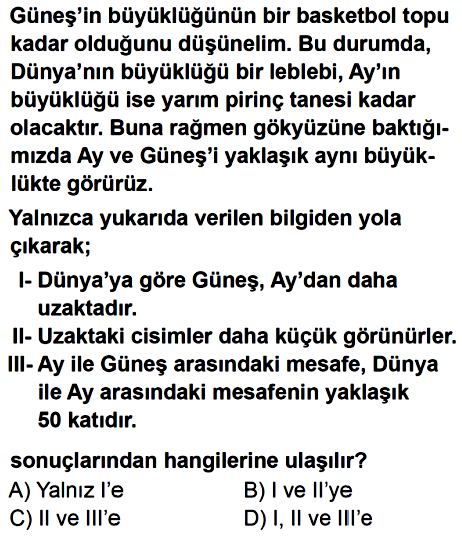 Güneş’in büyüklüğünün bir basketbol topu
kadar olduğunu düşünelim. Bu durumda,
Dünya’nın büyüklüğü bir leblebi, Ay’ın
büyüklüğü ise yarım pirinç tanesi kadar
olacaktır. Buna rağmen gökyüzüne baktığı-
mızda Ay ve Güneş’i yaklaşık aynı büyük-
lükte görürüz.
Yalnızca yukarıda verilen bilgiden yola
çıkarak;
I- Dünya’ya göre Güneş, Ay’dan daha
uzaktadır.
II- Uzaktaki cisimler daha küçük görünürler.
III- Ay ile Güneş arasındaki mesafe, Dünya
ile Ay arasındaki mesafenin yaklaşık
50 katıdır.
sonuçlarından hangilerine ulaşılır?
A) Yalnız I’e B) I ve II’ye
C) II ve III’e D) I, II ve III’e